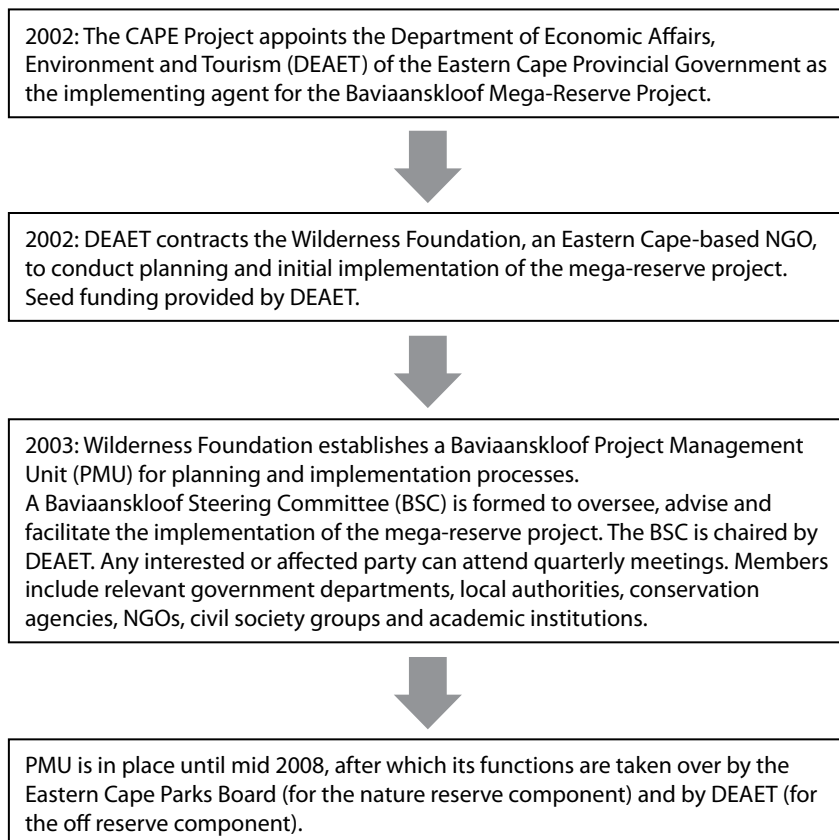 2002: The CAPE Project appoints the Department of Economic Affairs,
Environment and Tourism (DEAET) of the Eastern Cape Provincial Government as
the implementing agent for the Baviaanskloof Mega-Reserve Project.
2002: DEAET contracts the Wilderness Foundation, an Eastern Cape-based NGO,
to conduct planning and initial implementation of the mega-reserve project.
Seed funding provided by DEAET.
2003: Wilderness Foundation establishes a Baviaanskloof Project Management
Unit (PMU) for planning and implementation processes.
A Baviaanskloof Steering Committee (BSC) is formed to oversee, advise and
facilitate the implementation of the mega-reserve project. The BSC is chaired by
DEAET. Any interested or affected party can attend quarterly meetings. Members
include relevant government departments, local authorities, conservation
agencies, NGOs, civil society groups and academic institutions.
PMU is in place until mid 2008, after which its functions are taken over by the
Eastern Cape Parks Board (for the nature reserve component) and by DEAET (for
the off reserve component).